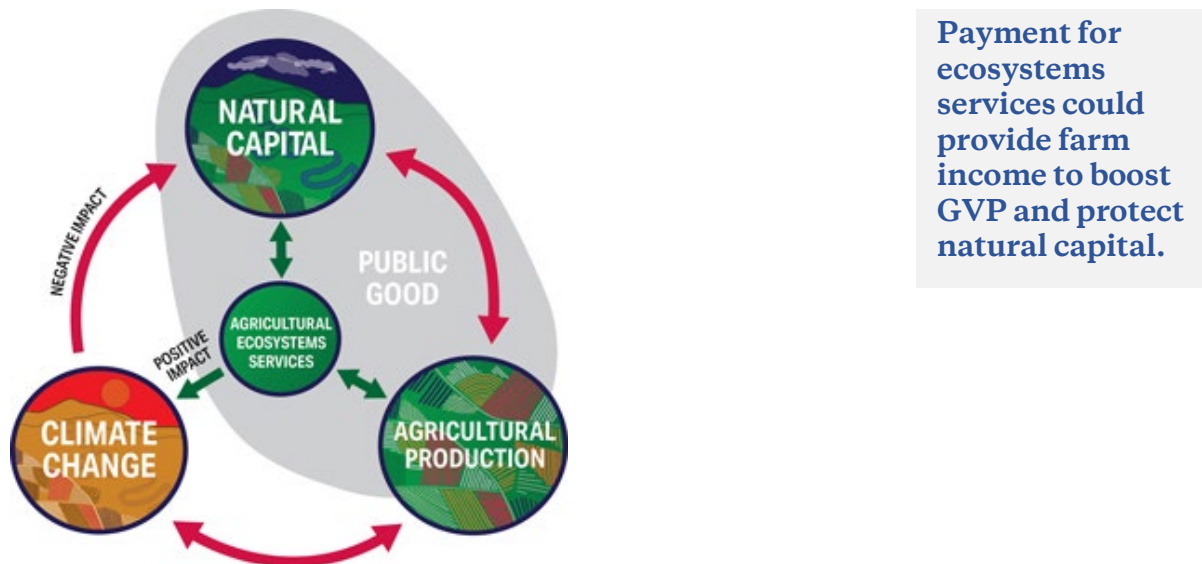 NATURAL
CAPITAL
NEGATIVE IMPACT
PUBLIC
GOOD
AGRICULTURAL
ECOSYSTEMS
SERVICES
POSITIVE
IMPACT
CLIMATE
CHANGE
AGRICULTURAL
PRODUCTION
Payment for
ecosystems
services could
provide farm
income to boost
GVP and protect
natural capital.